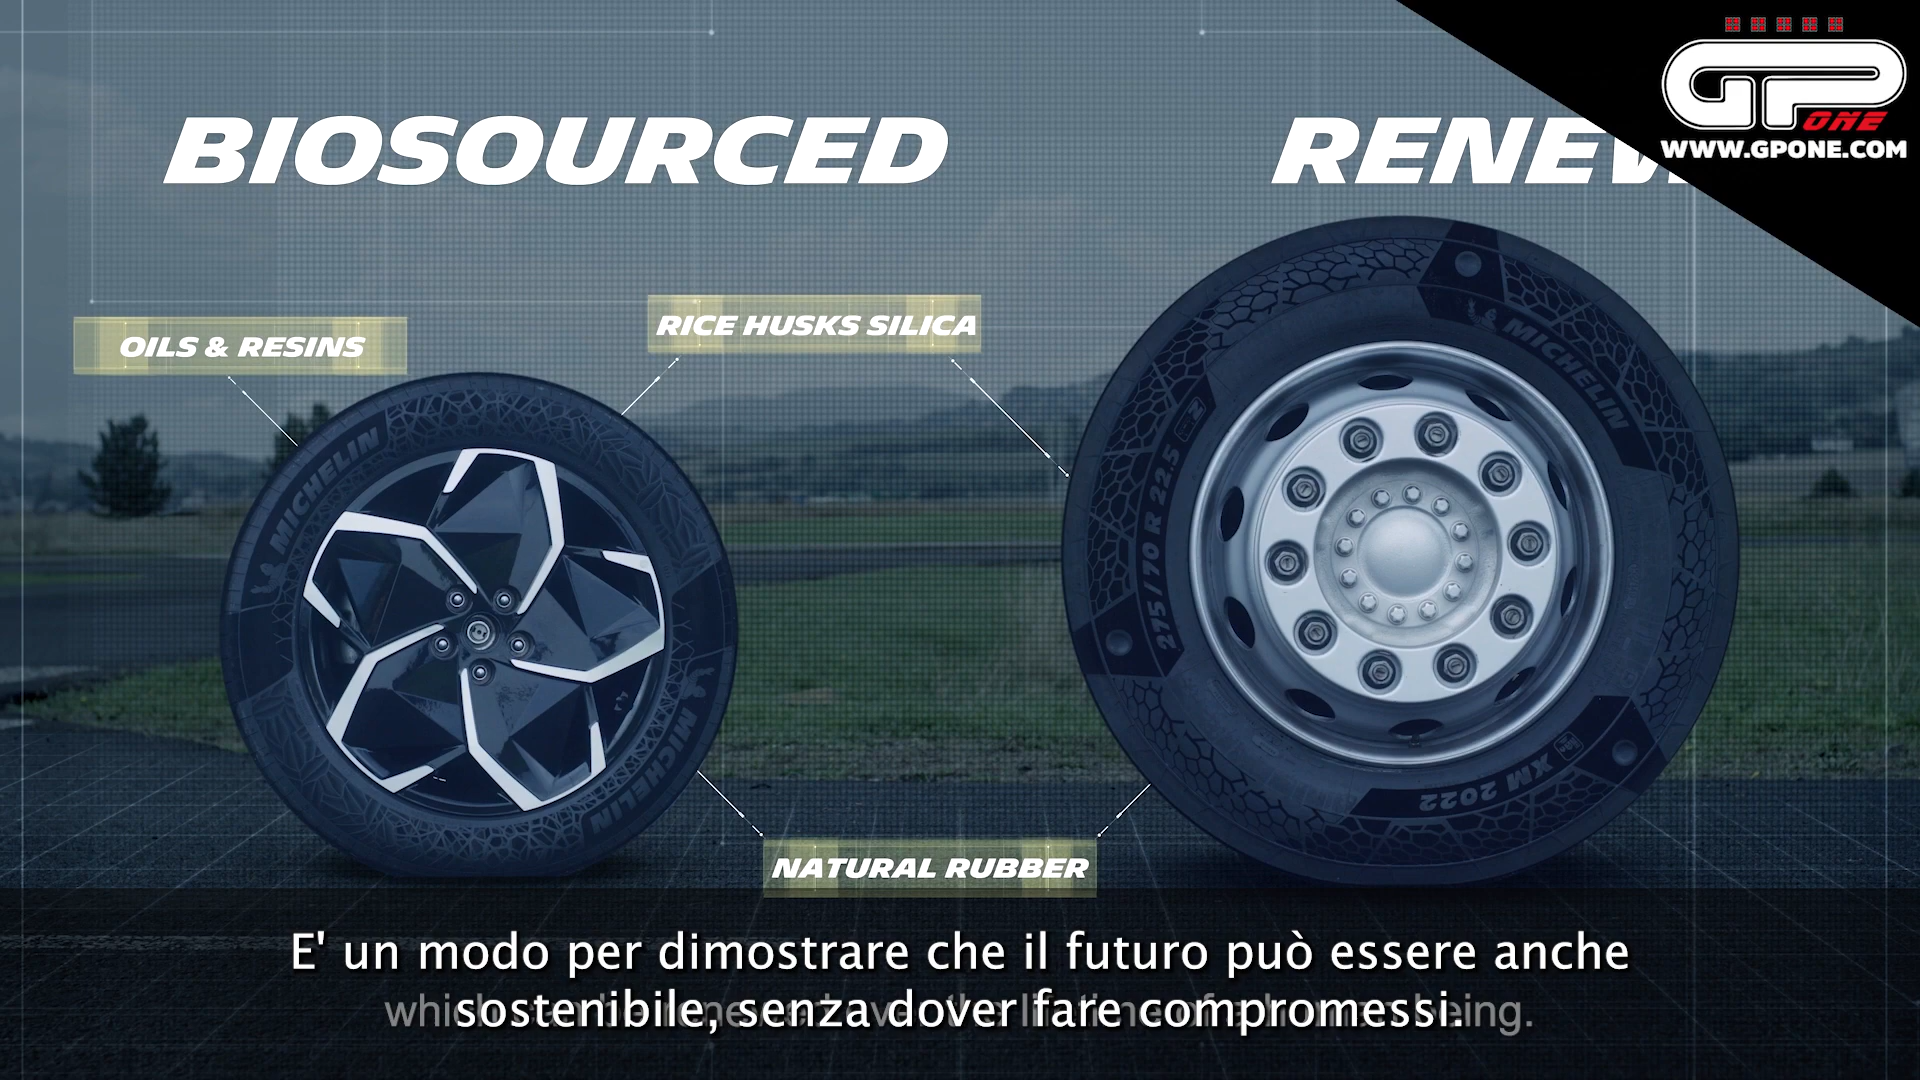 GP ONE
WWW.GPONE.COM
BIOSOURCED
RENEW
OILS & RESINS
RICE HUSKS SILICA
MICHELIN
MICHELIN
MICHELIN
275/70 R 22.5
XM 2022
NATURAL RUBBER
E' un modo per dimostrare che il futuro può essere anche
sostenibile, senza dover fare compromessi.
being.